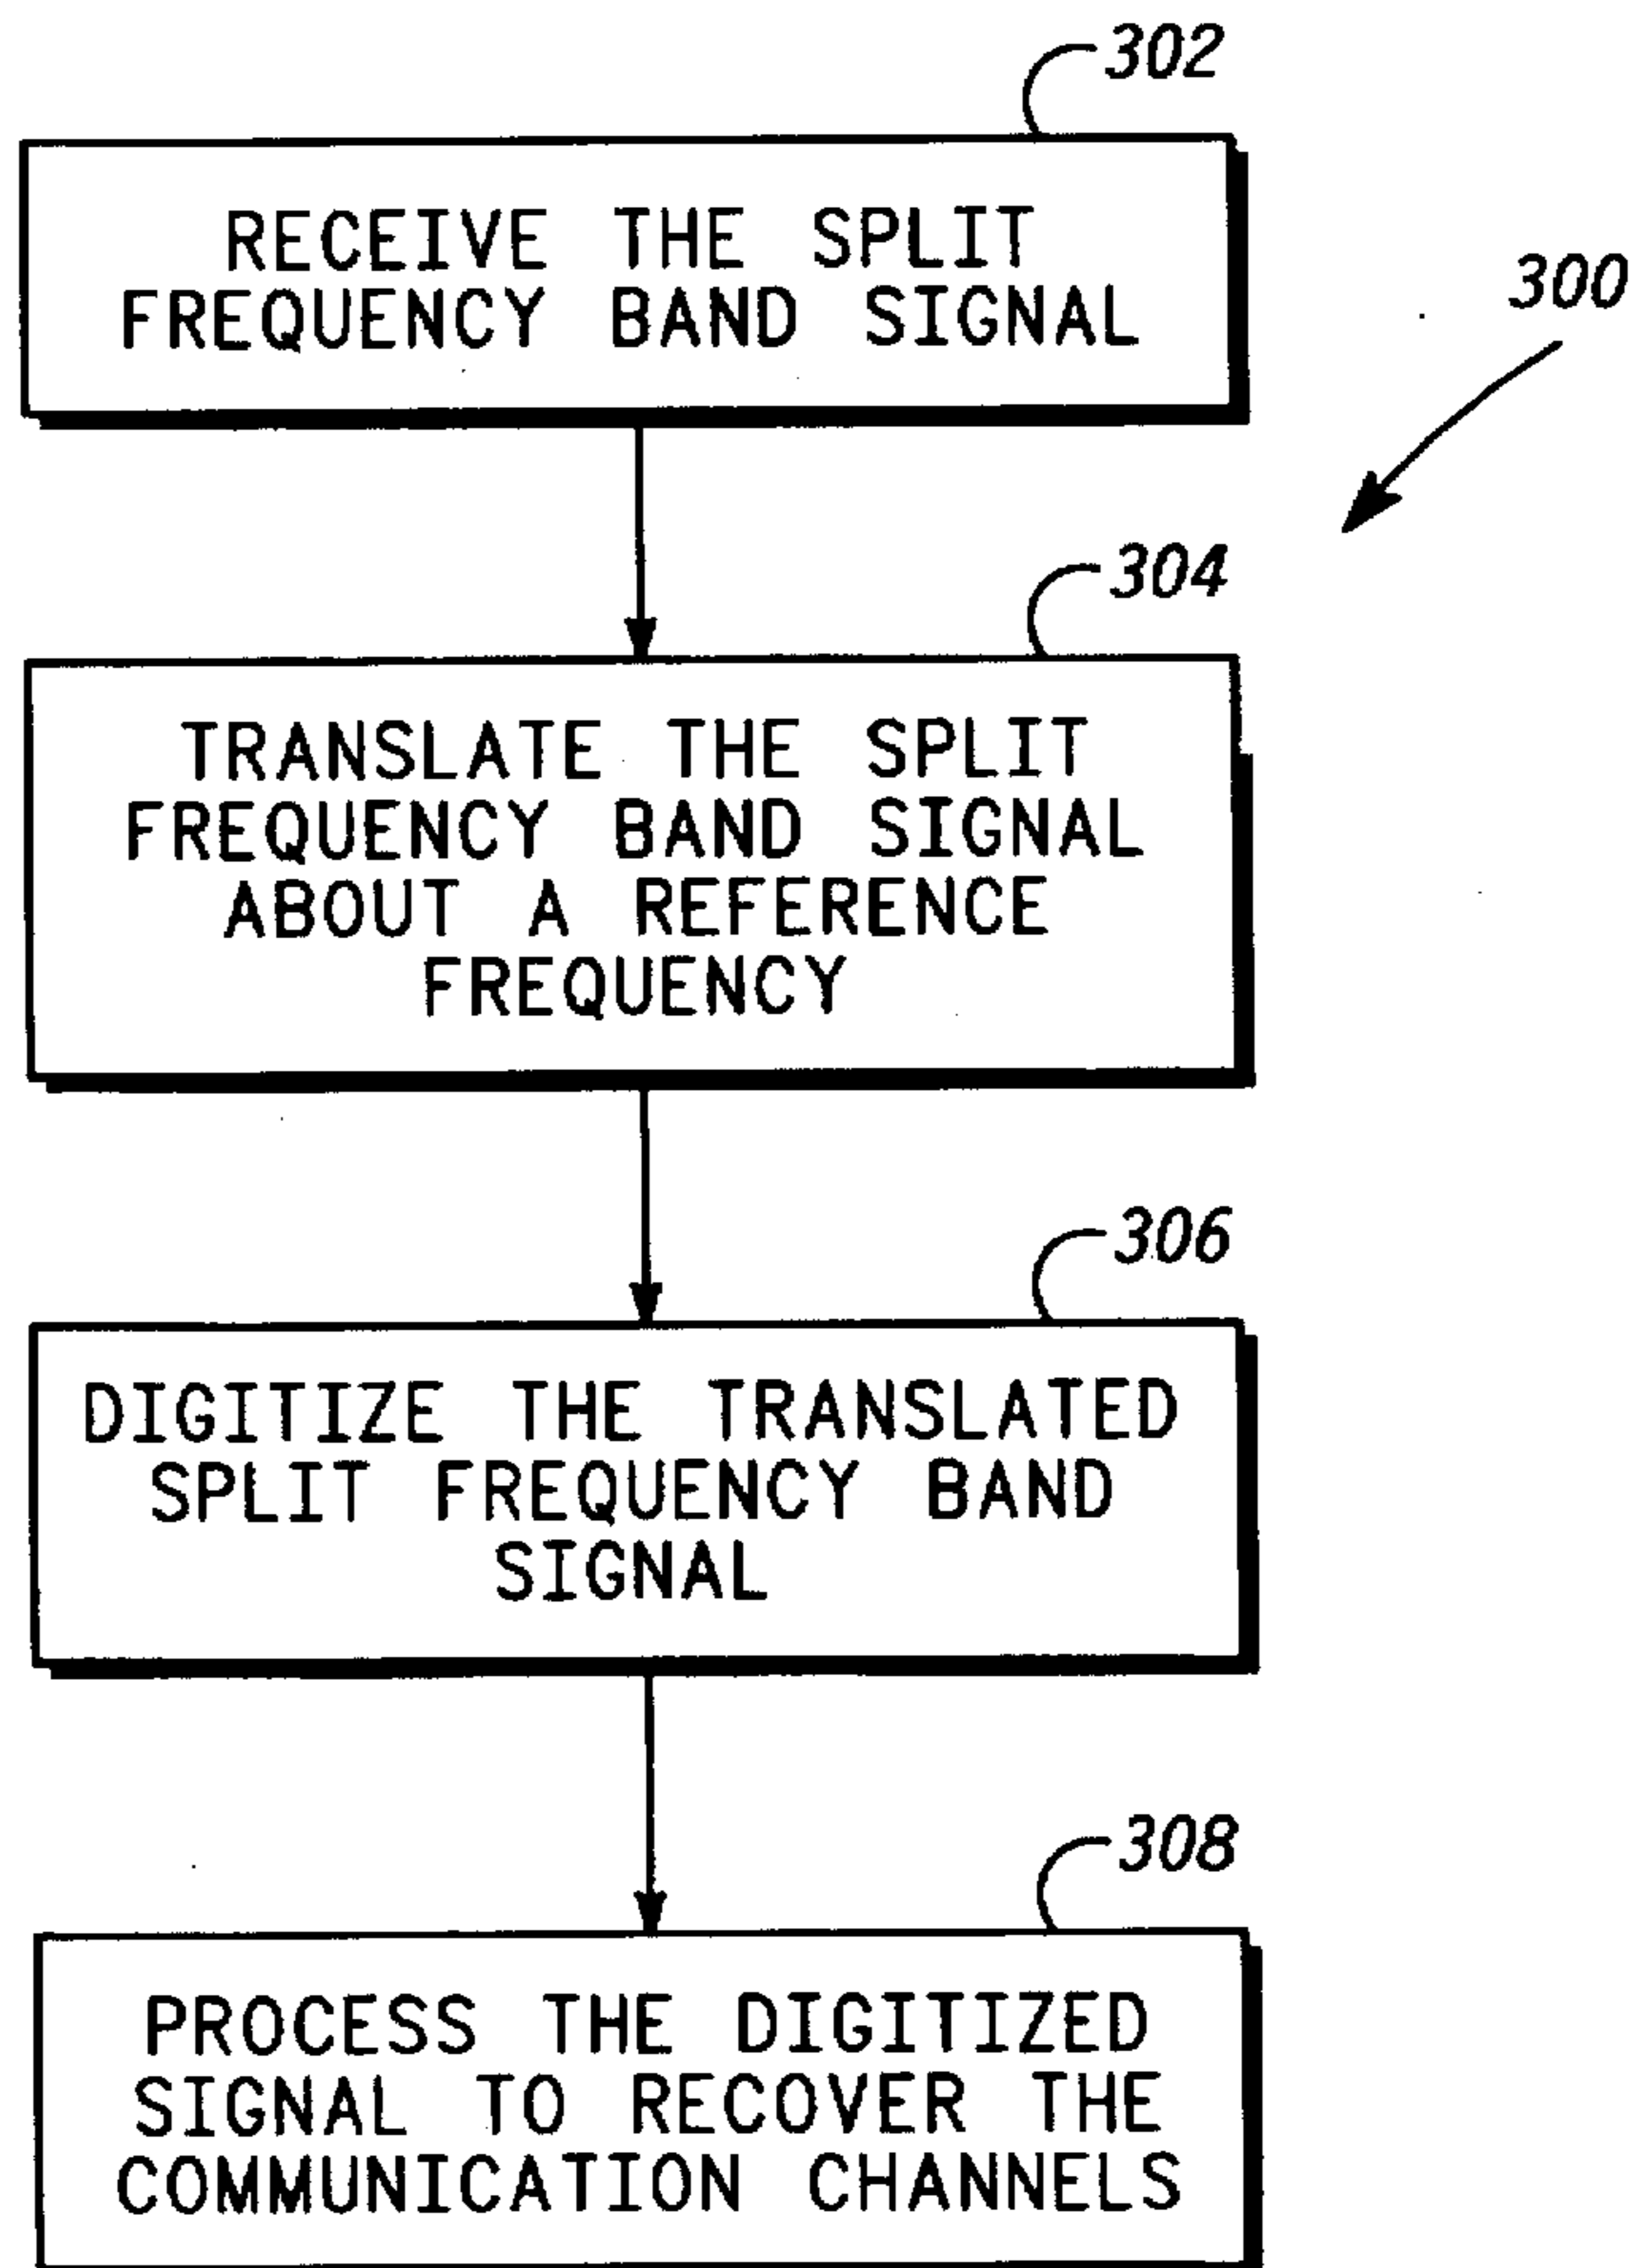 302
RECEIVE THE SPLIT
FREQUENCY BAND SIGNAL
300
304
TRANSLATE THE SPLIT
FREQUENCY BAND SIGNAL
ABOUT A REFERENCE
FREQUENCY
306
DIGITIZE THE TRANSLATED
SPLIT FREQUENCY BAND
SIGNAL
308
PROCESS THE DIGITIZED
SIGNAL TO RECOVER THE
COMMUNICATION CHANNELS